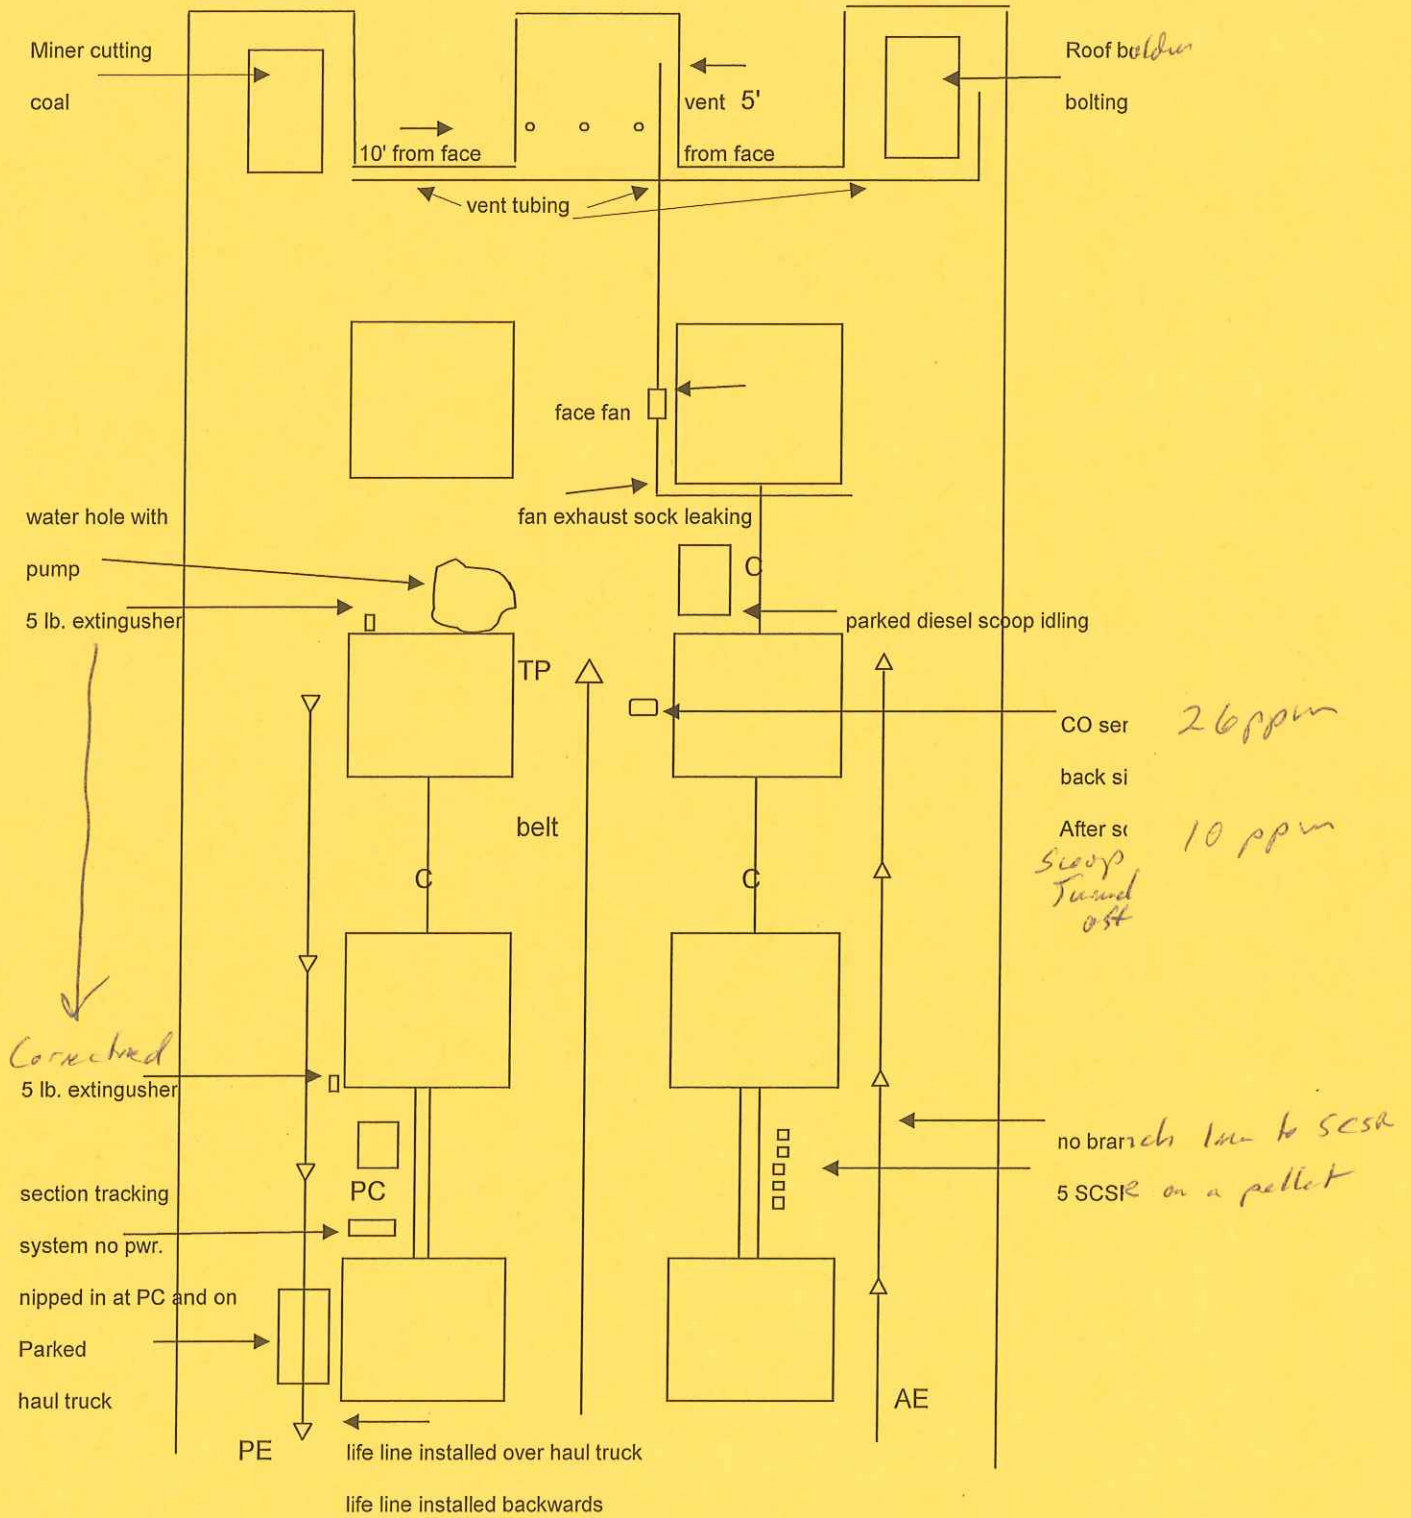 Miner cutting
coal
Roof bolder
bolting
vent 5'
10' from face
from face
vent tubing
face fan
fan exhaust sock leaking
water hole with
pump
5 lb. extingusher
C
parked diesel scoop idling
TP
CO sen 26 ppm
back si
belt
After sc 10 ppm
Scoop
Turned
off
C
C
Corrected
5 lb. extingusher
no branch line to SCSR
5 SCSR on a pellet
section tracking
PC
system no pwr.
nipped in at PC and on
Parked
haul truck
AE
PE
life line installed over haul truck
life line installed backwards